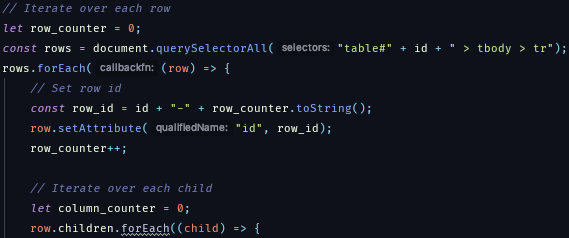 // Iterate over each row
let row_counter = 0;
const rows = document.querySelectorAll( selectors: "table#" + id + " > tbody > tr");
rows.forEach( callbackfn: (row) => {
// Set row id
const row_id = id + "-" + row_counter.toString();
row.setAttribute( qualifiedName: "id", row_id);
row_counter++;
// Iterate over each child
let column_counter = 0;
row.children.forEach((child) => {